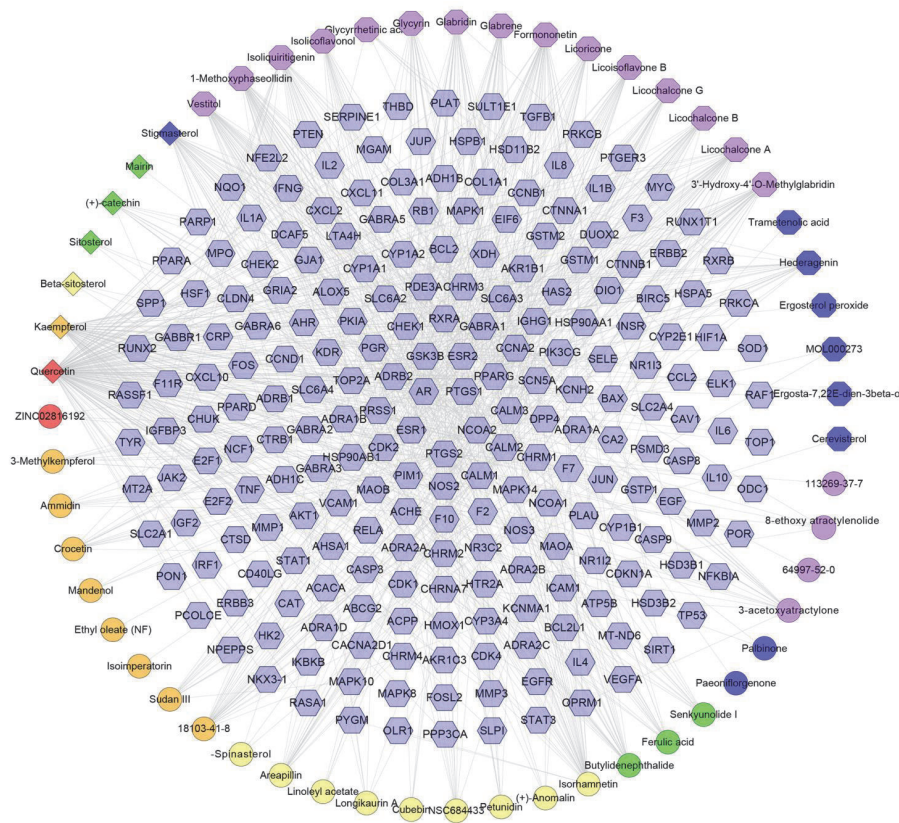 Glycyrrhetinic ac
Glycyrin
Glabridin
Glabrene
Formononetin
Licoricone
Licoisoflavone B
Licochalcone G
Licochalcone B
Licochalcone A
3'-Hydroxy-4'-O-Methylglabridin
Trametenolic acid
Hederagenin
Ergosterol peroxide
MOL000273
Ergosta-7,22E-dien-3beta-o
Cerevisterol
113269-37-7
8-ethoxy atractylenolide
64997-52-0
3-acetoxyatractylone
Palbinone
Paeoniflorgenone
Senkyunolide I
Ferulic acid
Butylidenephthalide
Isorhamnetin
(+)-Anomalin
Petunidin
NSC684433
Cubebin
Longikaurin A
Linoleyl acetate
Areapillin
-Spinasterol
18103-41-8
Sudan III
Isoimperatorin
Ethyl oleate (NF)
Mandenol
Crocetin
Ammidin
3-Methylkempferol
ZINC02816192
Quercetin
Kaempferol
Beta-sitosterol
Sitosterol
(+)-catechin
Mairin
Stigmasterol
Vestitol
1-Methoxyphaseollidin
Isoliquiritigenin
Isolicoflavonol
THBD
PLAT
SULT1E1
SERPINE1
TGFB1
PTEN
JUP
HSPB1
HSD11B2
PRKCB
NFE2L2
IL2
MGAM
IL8
PTGER3
NQO1
IFNG
CXCL11
COL3A1
ADH1B
COL1A1
CCNB1
IL1B
MYC
PARP1
IL1A
CXCL2
GABRA5
RB1
MAPK1
EIF6
CTNNA1
F3
RUNX1T1
PPARA
MPO
DCAF5
LTA4H
CYP1A2
BCL2
XDH
GSTM2
DUOX2
ERBB2
RXRB
SPP1
HSF1
CHEK2
GJA1
CYP1A1
AKR1B1
GSTM1
CTNNB1
HSPA5
PRKCA
CLDN4
GRIA2
ALOX5
SLC6A2
PDE3A
CHRM3
SLC6A3
HAS2
DIO1
BIRC5
RUNX2
GABBR1
CRP
GABRA6
AHR
PKIA
CHEK1
RXRA
GABRA1
IGHG1
HSP90AA1
INSR
CYP2E1
HIF1A
SOD1
RASSF1
F11R
CXCL10
FOS
CCND1
KDR
PGR
GSK3B
ESR2
CCNA2
PIK3CG
SELE
NR1I3
CCL2
ELK1
RAF1
TYR
IGFBP3
CHUK
PPARD
ADRB1
SLC6A4
TOP2A
ADRB2
AR
PTGS1
PPARG
SCN5A
KCNH2
BAX
SLC2A4
CAV1
IL6
TOP1
MT2A
JAK2
E2F1
NCF1
CTRB1
GABRA2
ADRA1B
PRSS1
ESR1
NCOA2
CALM3
DPP4
ADRA1A
CA2
PSMD3
CASP8
IL10
ODC1
SLC2A1
IGF2
E2F2
TNF
ADH1C
GABRA3
HSP90AB1
CDK2
PTGS2
CALM2
CHRM1
F7
JUN
GSTP1
EGF
MMP2
POR
PON1
IRF1
CTSD
MMP1
AKT1
VCAM1
MAOB
PIM1
NOS2
CALM1
MAPK14
NCOA1
PLAU
CYP1B1
CASP9
HSD3B1
NFKBIA
PCOLCE
ERBB3
CD40LG
STAT1
AHSA1
RELA
ACHE
F10
F2
NOS3
MAOA
NR1I2
CDKN1A
HSD3B2
TP53
NPEPPS
HK2
CAT
ACACA
CASP3
ADRA2A
CHRM2
NR3C2
ADRA2B
ICAM1
ATP5B
MT-ND6
SIRT1
NKX3-1
IKBKB
ADRA1D
ABCG2
CDK1
CHRNA7
HTR2A
KCNMA1
BCL2L1
VEGFA
RASA1
MAPK10
CACNA2D1
ACPP
HMOX1
CYP3A4
ADRA2C
IL4
PYGM
MAPK8
CHRM4
AKR1C3
CDK4
EGFR
OPRM1
OLR1
FOSL2
MMP3
STAT3
PPP3CA
SLPI